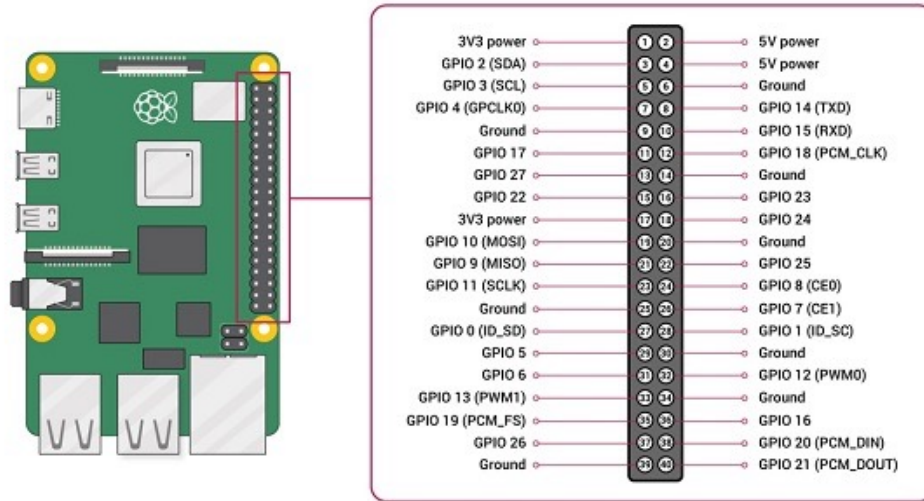 3V3 power 1 2 5V power
GPIO 2 (SDA) 3 4 5V power
GPIO 3 (SCL) 5 6 Ground
GPIO 4 (GPCLK0) 7 8 GPIO 14 (TXD)
Ground 9 10 GPIO 15 (RXD)
GPIO 17 11 12 GPIO 18 (PCM_CLK)
GPIO 27 13 14 Ground
GPIO 22 15 16 GPIO 23
3V3 power 17 18 GPIO 24
GPIO 10 (MOSI) 19 20 Ground
GPIO 9 (MISO) 21 22 GPIO 25
GPIO 11 (SCLK) 23 24 GPIO 8 (CE0)
Ground 25 26 GPIO 7 (CE1)
GPIO 0 (ID_SD) 27 28 GPIO 1 (ID_SC)
GPIO 5 29 30 Ground
GPIO 6 31 32 GPIO 12 (PWM0)
GPIO 13 (PWM1) 33 34 Ground
GPIO 19 (PCM_FS) 35 36 GPIO 16
GPIO 26 37 38 GPIO 20 (PCM_DIN)
Ground 39 40 GPIO 21 (PCM_DOUT)